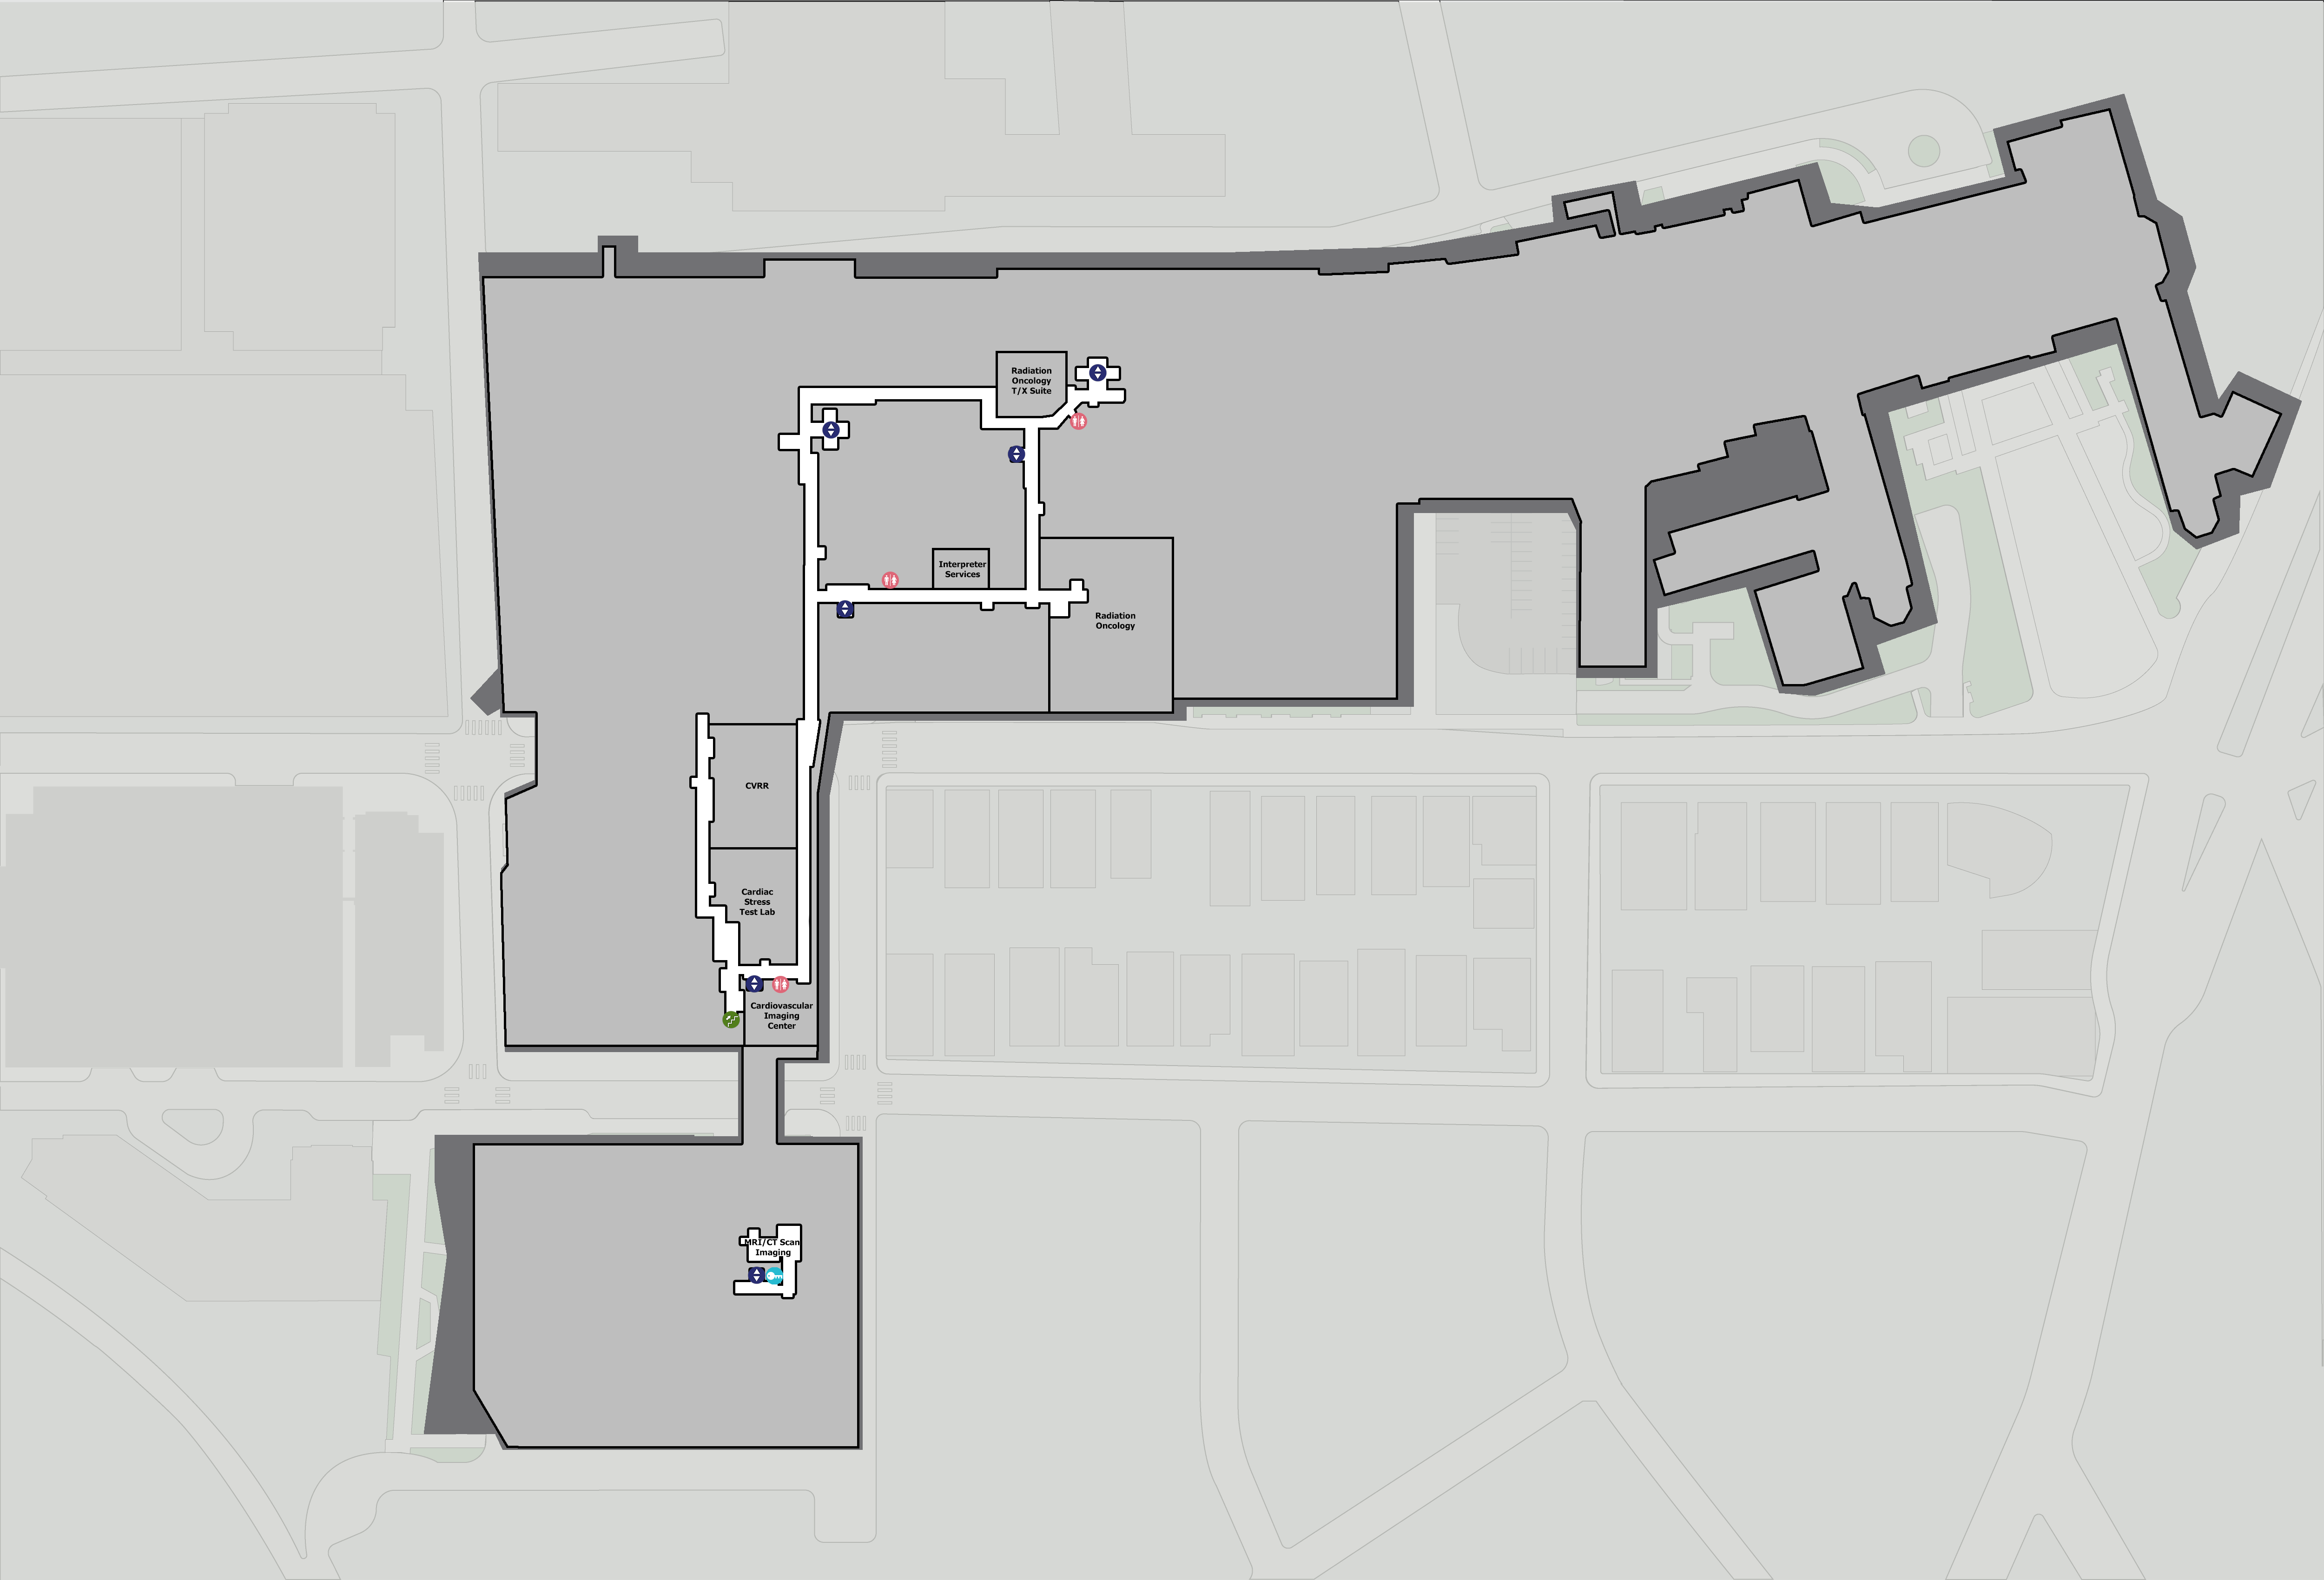 Radiation
Oncology
T/X Suite
Interpreter
Services
Radiation
Oncology
CVRR
Cardiac
Stress
Test Lab
Cardiovascular
Imaging
Center
MRI/CT Scan
Imaging